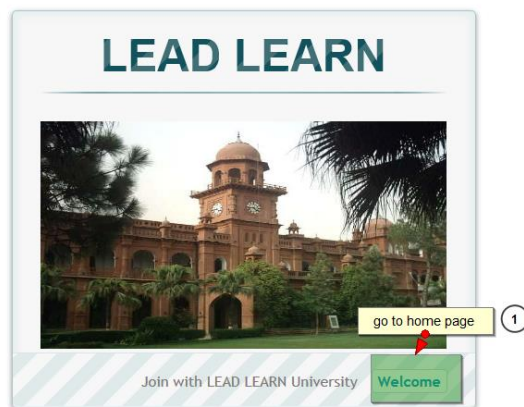 LEAD LEARN
go to home page
1
Join with LEAD LEARN University
Welcome